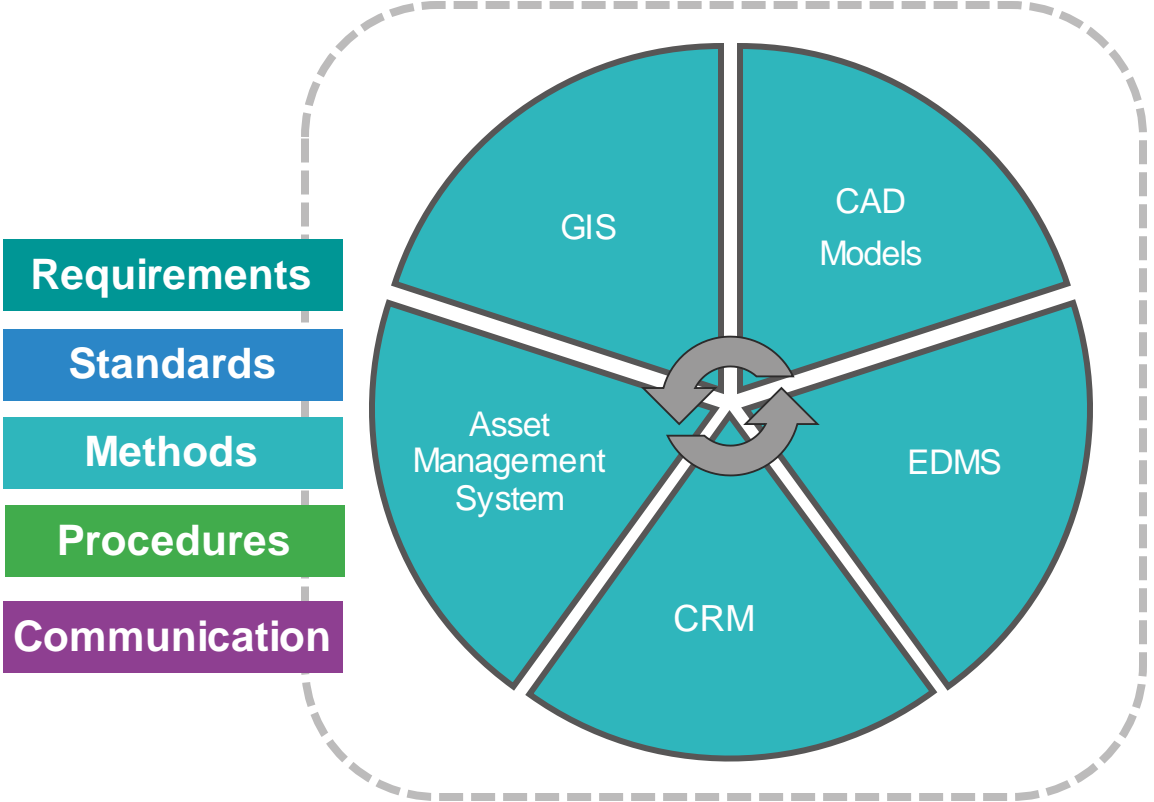 Requirements
Standards
Methods
Procedures
Communication
GIS
CAD
Models
Asset
Management
System
EDMS
CRM